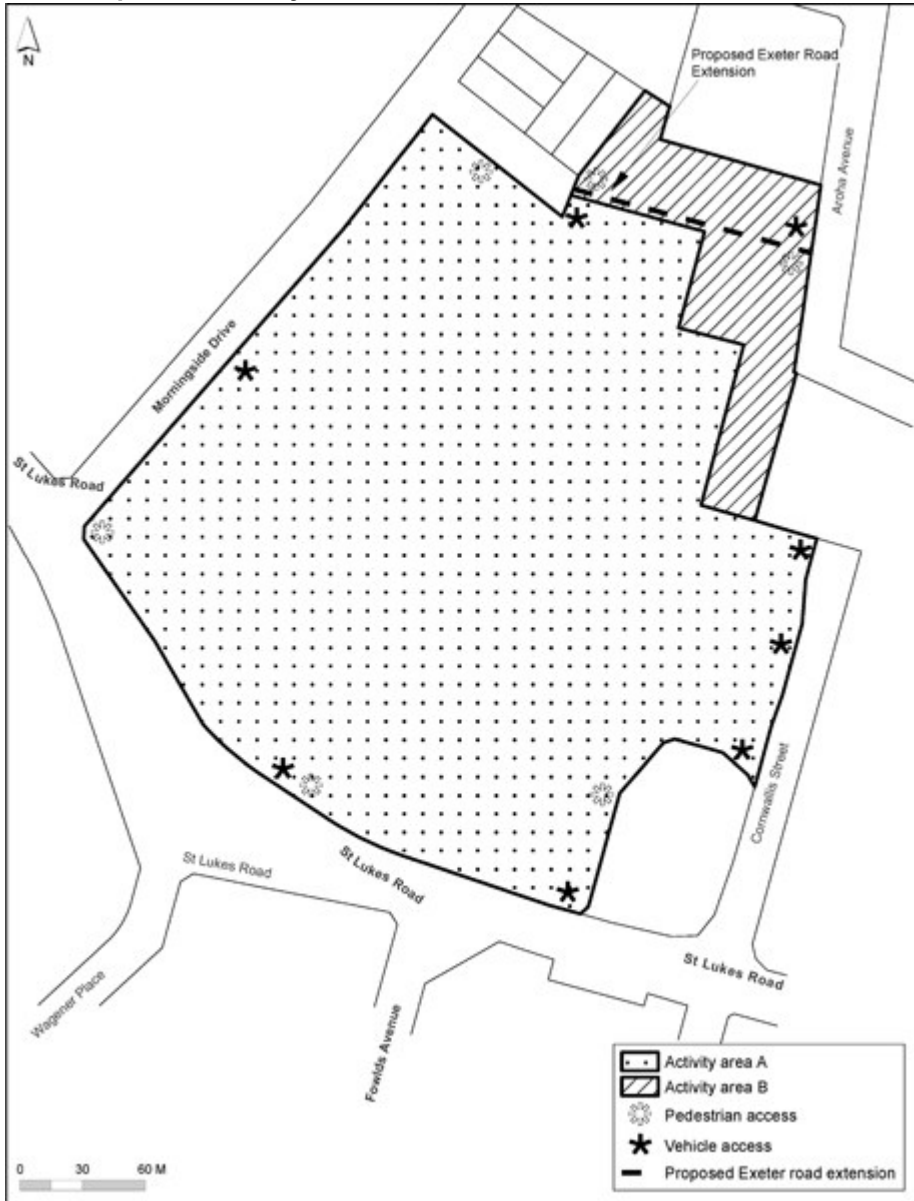 N
Proposed Exeter Road
Extension
Aroha Avenue
Morningside Drive
St Lukes Road
Cornwallis Street
St Lukes Road
St Lukes Road
St Lukes Road
Wagener Place
Fowlds Avenue
Activity area A
Activity area B
Pedestrian access
Vehicle access
Proposed Exeter road extension
0 30 60 M